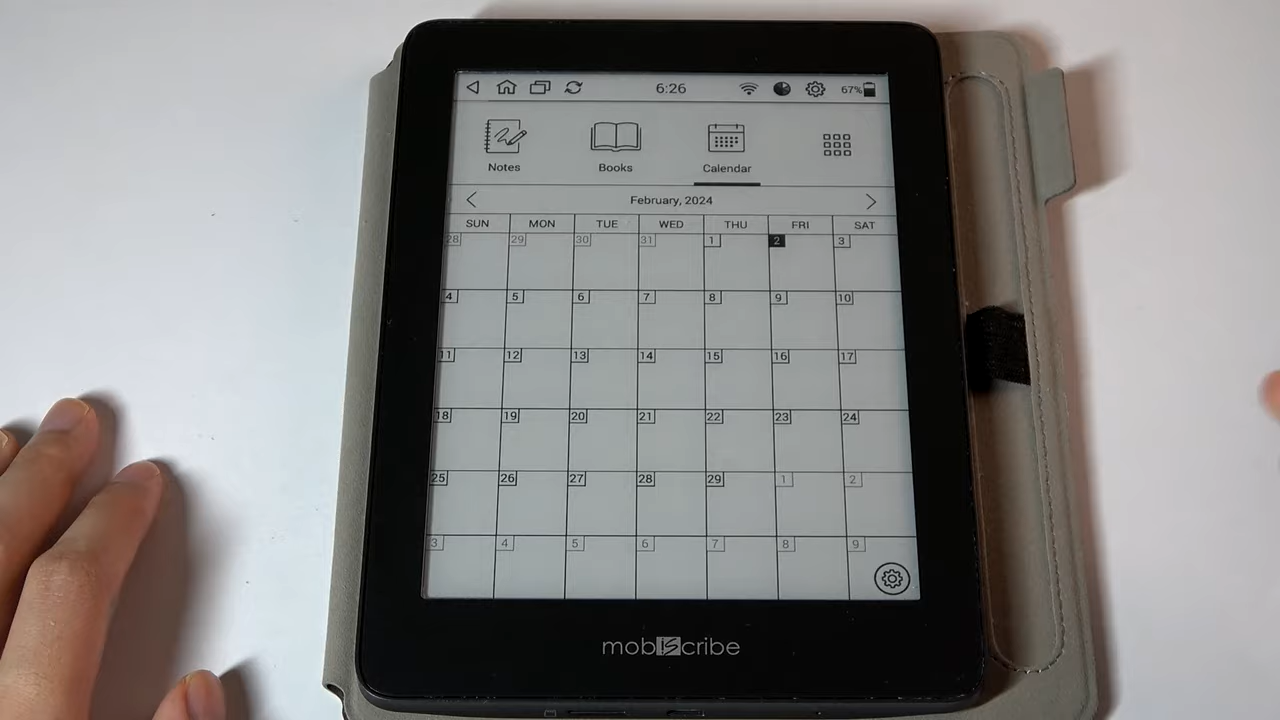 6:26 67%
Notes Books Calendar
February, 2024
SUN MON TUE WED THU FRI SAT
28 29 30 31 1 2 3
4 5 6 7 8 9 10
11 12 13 14 15 16 17
18 19 20 21 22 23 24
25 26 27 28 29 1 2
3 4 5 6 7 8 9
mobiscribe